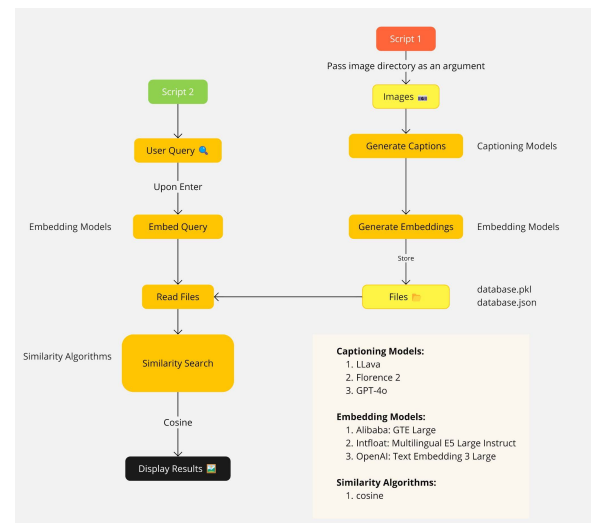 Script 1
Pass image directory as an argument
Images
Script 2
User Query
Generate Captions
Captioning Models
Upon Enter
Embedding Models
Embed Query
Generate Embeddings
Embedding Models
Store
Read Files
Files
database.pkl
database.json
Similarity Algorithms
Similarity Search
Cosine
Display Results
Captioning Models:
1. LLava
2. Florence 2
3. GPT-4o
Embedding Models:
1. Alibaba: GTE Large
2. Intfloat: Multilingual E5 Large Instruct
3. OpenAI: Text Embedding 3 Large
Similarity Algorithms:
1. cosine